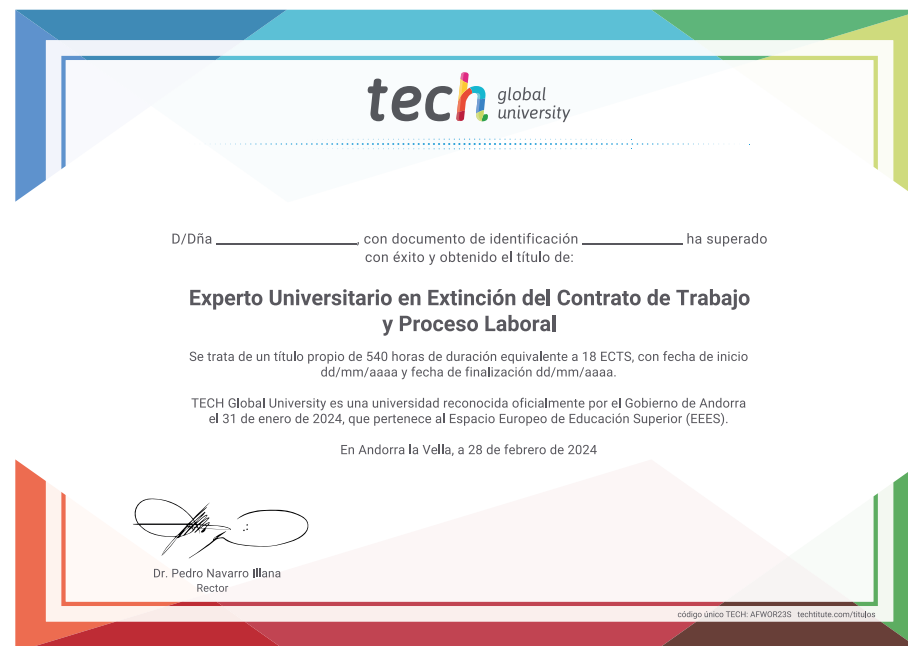 tech global university
D/Dña ____________, con documento de identificación ____________ ha superado
con éxito y obtenido el título de:
Experto Universitario en Extinción del Contrato de Trabajo
y Proceso Laboral
Se trata de un título propio de 540 horas de duración equivalente a 18 ECTS, con fecha de inicio
dd/mm/aaaa y fecha de finalización dd/mm/aaaa.
TECH Global University es una universidad reconocida oficialmente por el Gobierno de Andorra
el 31 de enero de 2024, que pertenece al Espacio Europeo de Educación Superior (EEES).
En Andorra la Vella, a 28 de febrero de 2024
Dr. Pedro Navarro Illana
Rector
código único TECH: AFWOR23S techtitute.com/titulos